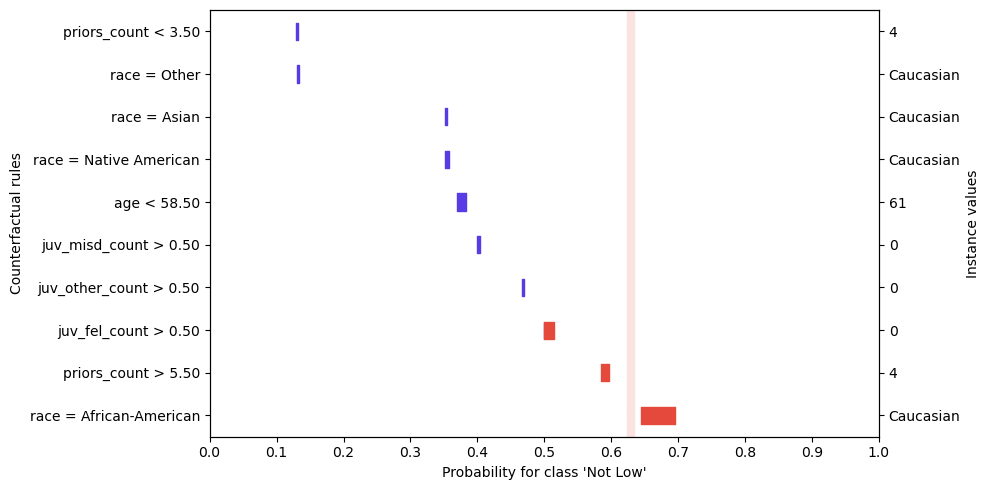 priors_count < 3.50
4
race = Other
Caucasian
race = Asian
Caucasian
race = Native American
Caucasian
age < 58.50
61
juv_misd_count > 0.50
0
juv_other_count > 0.50
0
juv_fel_count > 0.50
0
priors_count > 5.50
4
race = African-American
Caucasian
Counterfactual rules
Instance values
0.0 0.1 0.2 0.3 0.4 0.5 0.6 0.7 0.8 0.9 1.0
Probability for class 'Not Low'